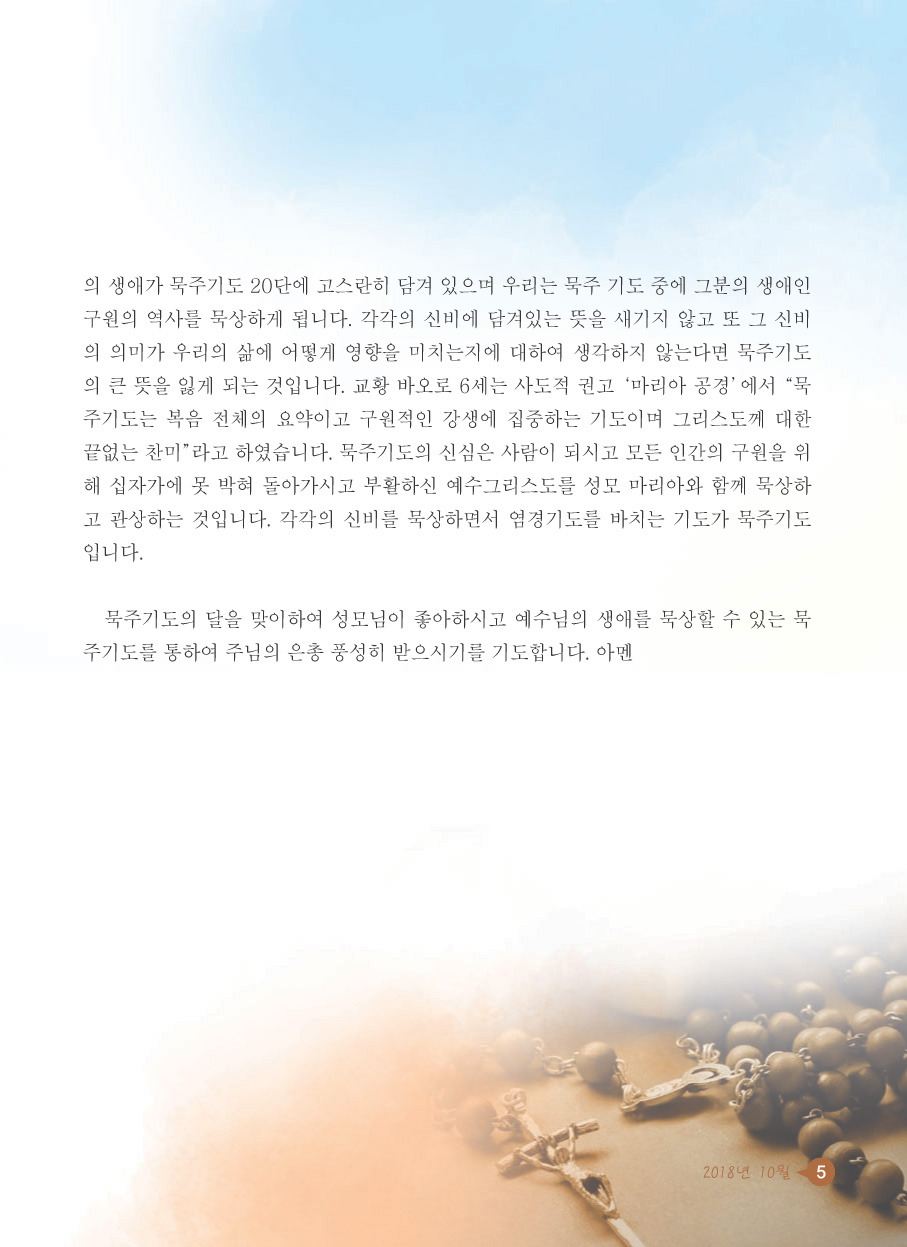 의 생애가 묵주기도 20단에 고스란히 담겨 있으며 우리는 묵주 기도 중에 그분의 생애인
구원의 역사를 묵상하게 됩니다. 각각의 신비에 담겨있는 뜻을 새기지 않고 또 그 신비
의 의미가 우리의 삶에 어떻게 영향을 미치는지에 대하여 생각하지 않는다면 묵주기도
의 큰 뜻을 잃게 되는 것입니다. 교황 바오로 6세는 사도적 권고 ‘마리아 공경’에서 “묵
주기도는 복음 전체의 요약이고 구원적인 강생에 집중하는 기도이며 그리스도께 대한
끝없는 찬미”라고 하였습니다. 묵주기도의 신심은 사람이 되시고 모든 인간의 구원을 위
해 십자가에 못 박혀 돌아가시고 부활하신 예수그리스도를 성모 마리아와 함께 묵상하
고 관상하는 것입니다. 각각의 신비를 묵상하면서 염경기도를 바치는 기도가 묵주기도
입니다.
묵주기도의 달을 맞이하여 성모님이 좋아하시고 예수님의 생애를 묵상할 수 있는 묵
주기도를 통하여 주님의 은총 풍성히 받으시기를 기도합니다. 아멘
2018년 10월 5